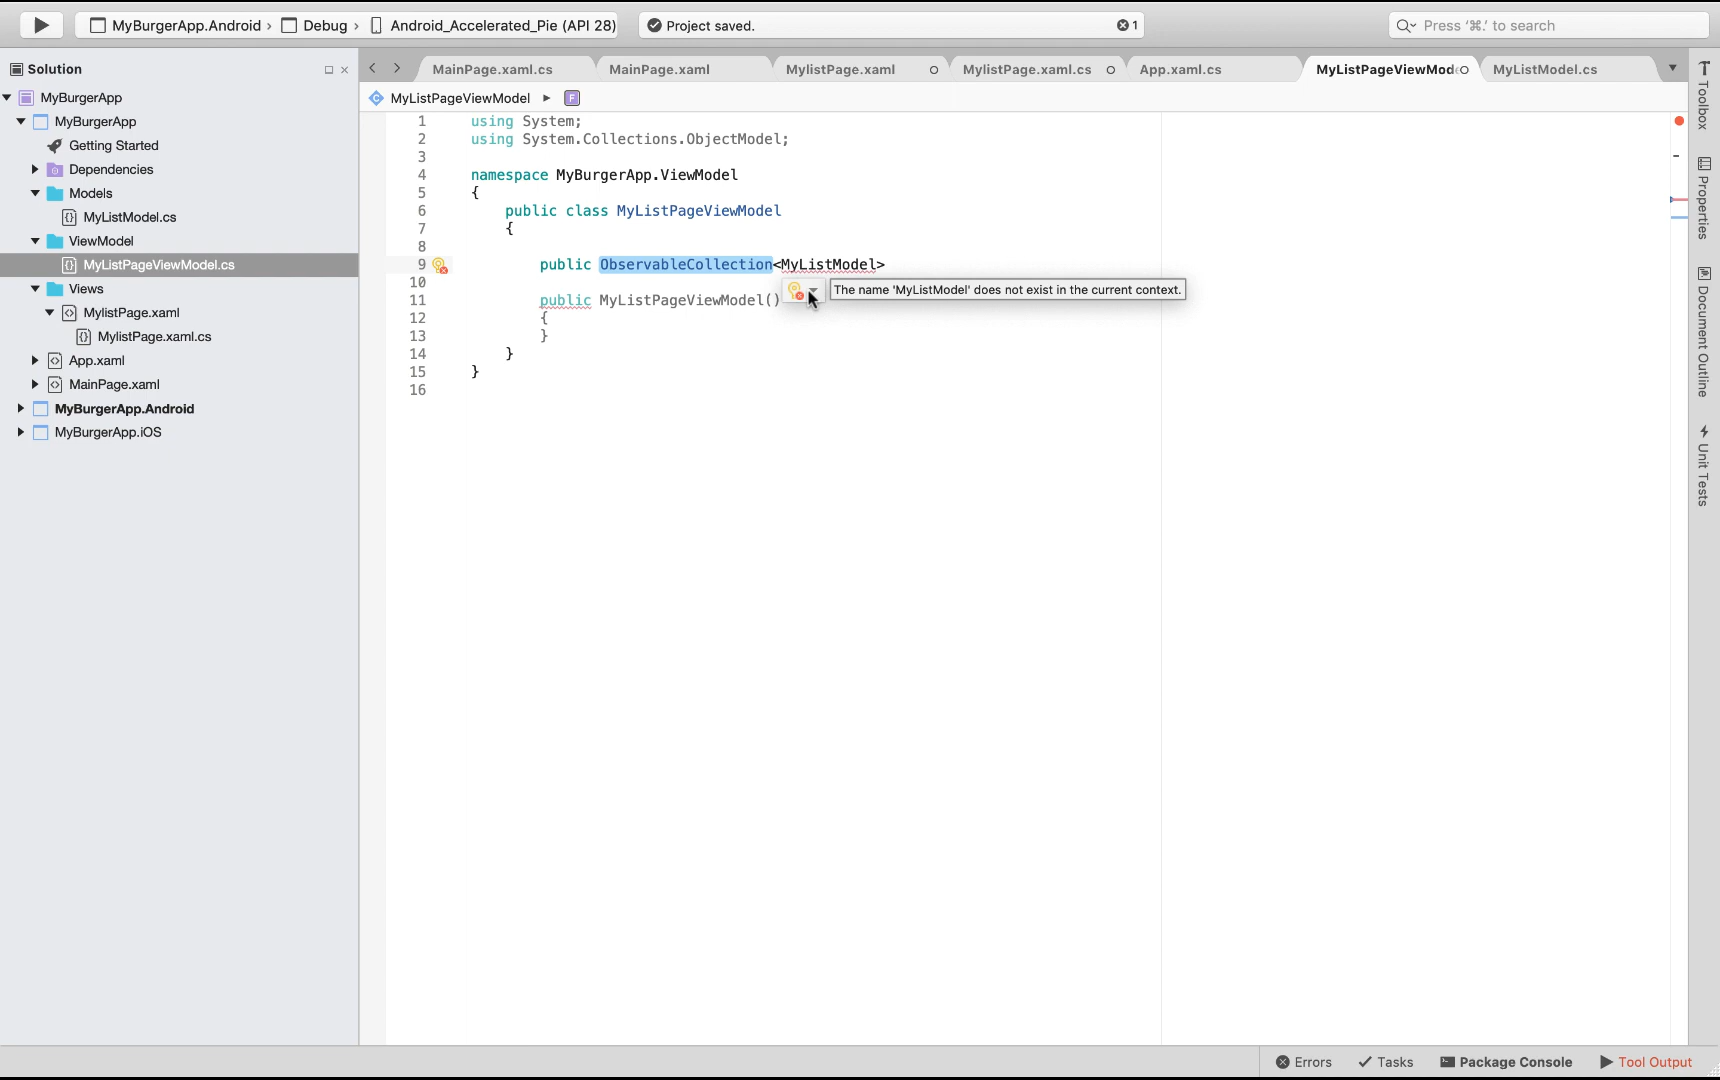 MyBurgerApp.Android › Debug › Android_Accelerated_Pie (API 28)
Project saved.
1
Press '⌘.' to search
Solution
MyBurgerApp
MyBurgerApp
Getting Started
Dependencies
Models
MyListModel.cs
ViewModel
MyListPageViewModel.cs
Views
MylistPage.xaml
MylistPage.xaml.cs
App.xaml
MainPage.xaml
MyBurgerApp.Android
MyBurgerApp.iOS
MainPage.xaml.cs
MainPage.xaml
MylistPage.xaml
MylistPage.xaml.cs
App.xaml.cs
MyListPageViewMod
MyListModel.cs
MyListPageViewModel
F
1 using System;
2 using System.Collections.ObjectModel;
3
4 namespace MyBurgerApp.ViewModel
5 {
6 public class MyListPageViewModel
7 {
8
9 public ObservableCollection<MyListModel>
10
The name 'MyListModel' does not exist in the current context.
11 public MyListPageViewModel()
12 {
13 }
14 }
15 }
16
Toolbox
Properties
Document Outline
Unit Tests
Errors
Tasks
Package Console
Tool Output